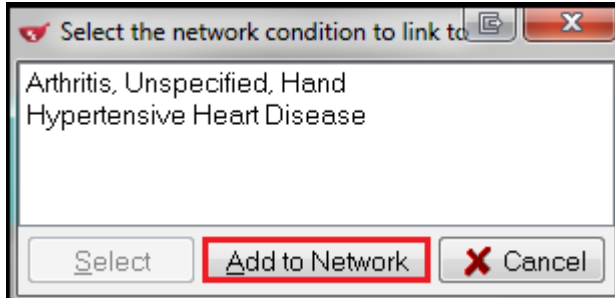 Select the network condition to link to
Arthritis, Unspecified, Hand
Hypertensive Heart Disease
Select Add to Network Cancel